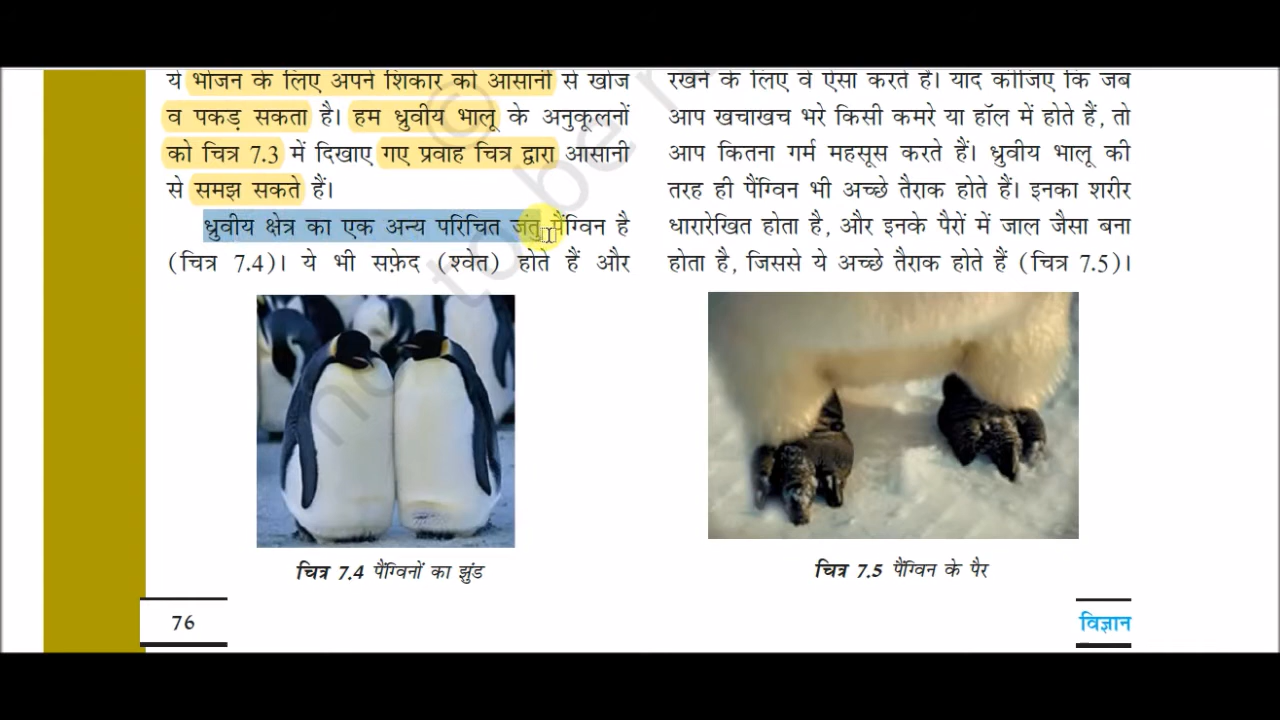 ये भोजन के लिए अपने शिकार को आसानी से खोज
व पकड़ सकता है। हम ध्रुवीय भालू के अनुकूलनों
को चित्र 7.3 में दिखाए गए प्रवाह चित्र द्वारा आसानी
से समझ सकते हैं।
ध्रुवीय क्षेत्र का एक अन्य परिचित जंतु पैंग्विन है
(चित्र 7.4)। ये भी सफ़ेद (श्वेत) होते हैं और
चित्र 7.4 पैंग्विनों का झुंड
76
रखने के लिए वे ऐसा करते हैं। याद कीजिए कि जब
आप खचाखच भरे किसी कमरे या हॉल में होते हैं, तो
आप कितना गर्म महसूस करते हैं। ध्रुवीय भालू की
तरह ही पैंग्विन भी अच्छे तैराक होते हैं। इनका शरीर
धारारेखित होता है, और इनके पैरों में जाल जैसा बना
होता है, जिससे ये अच्छे तैराक होते हैं (चित्र 7.5)।
चित्र 7.5 पैंग्विन के पैर
विज्ञान